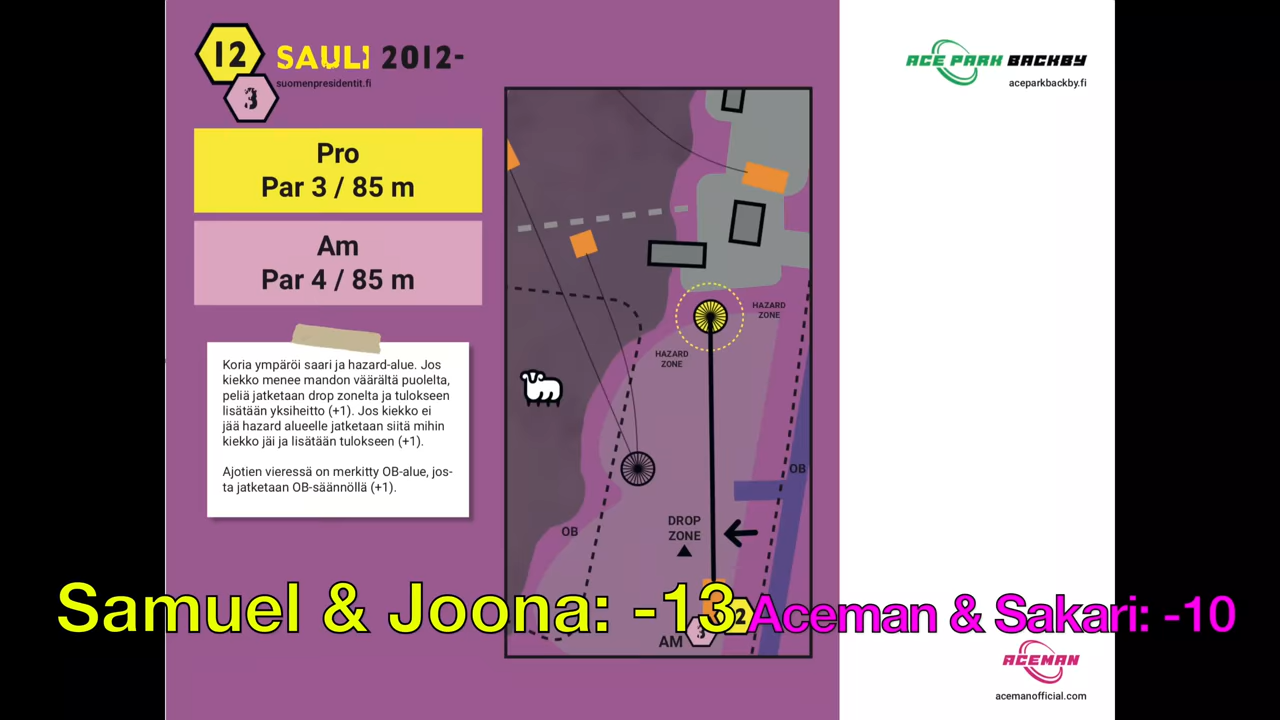 12
SAULI 2012-
suomenpresidentit.fi
3
Pro
Par 3 / 85 m
Am
Par 4 / 85 m
Koria ympäröi saari ja hazard-alue. Jos
kiekko menee mandon väärältä puolelta,
peliä jatketaan drop zonelta ja tulokseen
lisätään yksiheitto (+1). Jos kiekko ei
jää hazard alueelle jatketaan siitä mihin
kiekko jäi ja lisätään tulokseen (+1).
Ajotien vieressä on merkitty OB-alue, jos-
ta jatketaan OB-säännöllä (+1).
ACE PARK BACKBY
aceparkbackby.fi
HAZARD
ZONE
HAZARD
ZONE
OB
OB
DROP
ZONE
Samuel & Joona: -13
Aceman & Sakari: -10
AM
3
ACEMAN
acemanofficial.com